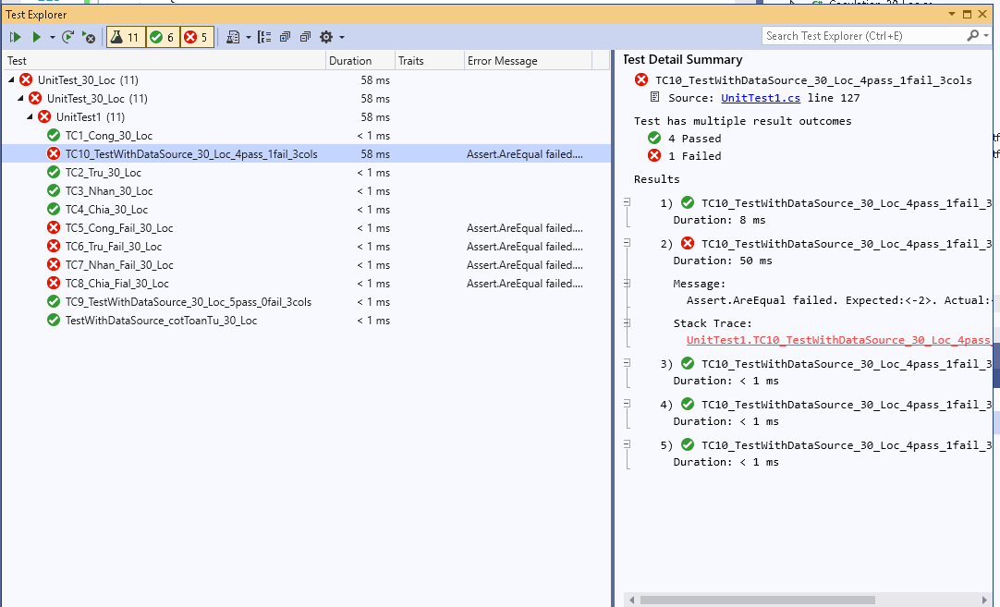 Test Explorer
11 6 5
Search Test Explorer (Ctrl+E)
Test Duration Traits Error Message
UnitTest_30_Loc (11) 58 ms
UnitTest_30_Loc (11) 58 ms
UnitTest1 (11) 58 ms
TC1_Cong_30_Loc < 1 ms
TC10_TestWithDataSource_30_Loc_4pass_1fail_3cols 58 ms Assert.AreEqual failed....
TC2_Tru_30_Loc < 1 ms
TC3_Nhan_30_Loc < 1 ms
TC4_Chia_30_Loc < 1 ms
TC5_Cong_Fail_30_Loc < 1 ms Assert.AreEqual failed....
TC6_Tru_Fail_30_Loc < 1 ms Assert.AreEqual failed....
TC7_Nhan_Fail_30_Loc < 1 ms Assert.AreEqual failed....
TC8_Chia_Fial_30_Loc < 1 ms Assert.AreEqual failed....
TC9_TestWithDataSource_30_Loc_5pass_0fail_3cols < 1 ms
TestWithDataSource_cotToanTu_30_Loc < 1 ms
Test Detail Summary
TC10_TestWithDataSource_30_Loc_4pass_1fail_3cols
Source: UnitTest1.cs line 127
Test has multiple result outcomes
4 Passed
1 Failed
Results
1) TC10_TestWithDataSource_30_Loc_4pass_1fail_3
Duration: 8 ms
2) TC10_TestWithDataSource_30_Loc_4pass_1fail_3
Duration: 50 ms
Message:
Assert.AreEqual failed. Expected:<-2>. Actual:
Stack Trace:
UnitTest1.TC10_TestWithDataSource_30_Loc_4pass_
3) TC10_TestWithDataSource_30_Loc_4pass_1fail_3
Duration: < 1 ms
4) TC10_TestWithDataSource_30_Loc_4pass_1fail_3
Duration: < 1 ms
5) TC10_TestWithDataSource_30_Loc_4pass_1fail_3
Duration: < 1 ms